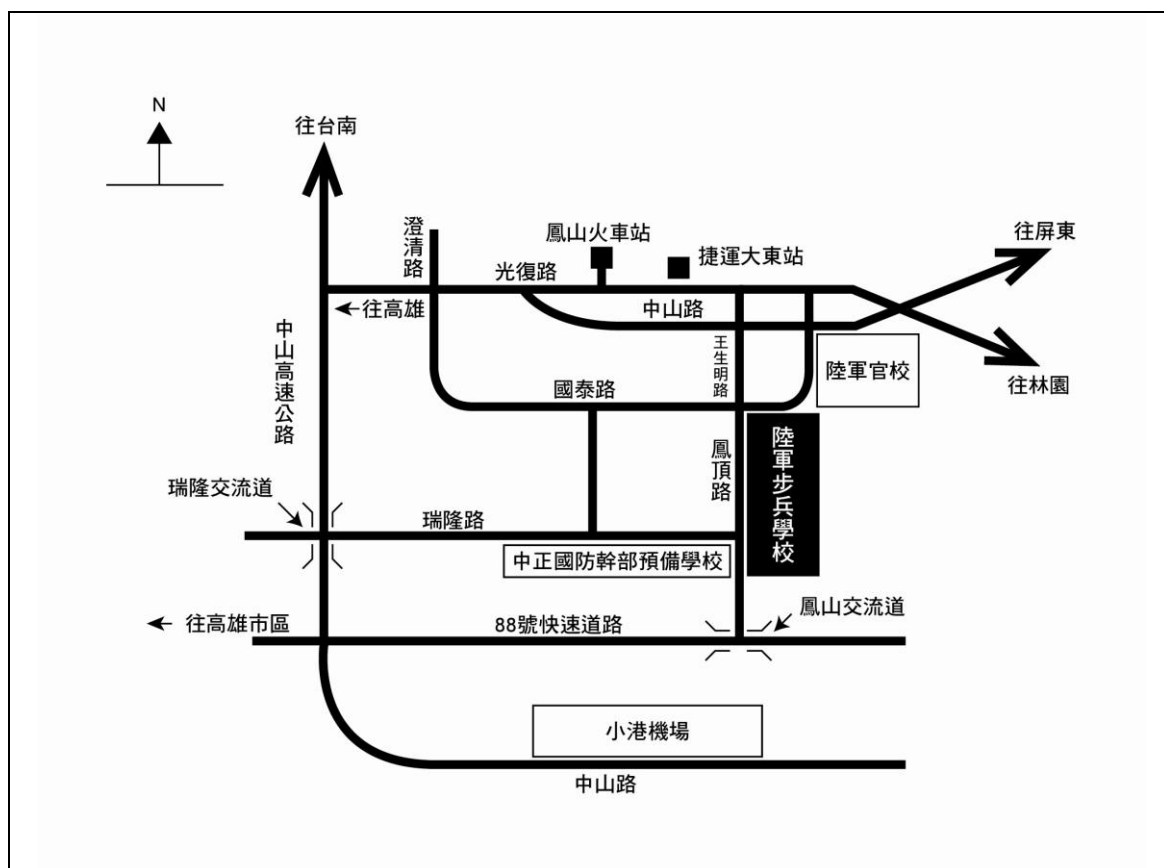 N
往台南
澄清路
鳳山火車站
捷運大東站
往屏東
光復路
往高雄
中山路
王生明路
陸軍官校
往林園
中山高速公路
國泰路
鳳頂路
陸軍步兵學校
瑞隆交流道
瑞隆路
中正國防幹部預備學校
鳳山交流道
往高雄市區
88號快速道路
小港機場
中山路